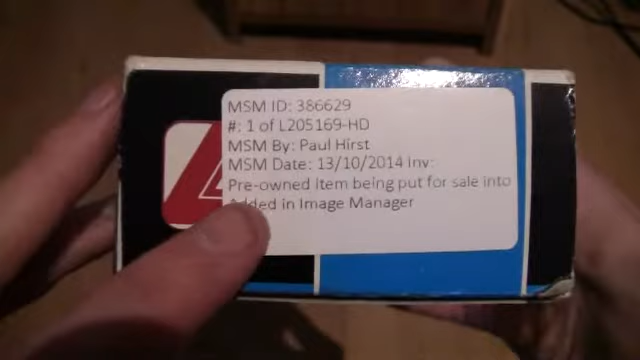 MSM ID: 386629
#: 1 of L205169-HD
MSM By: Paul Hirst
MSM Date: 13/10/2014 Inv:
Pre-owned item being put for sale into
Added in Image Manager